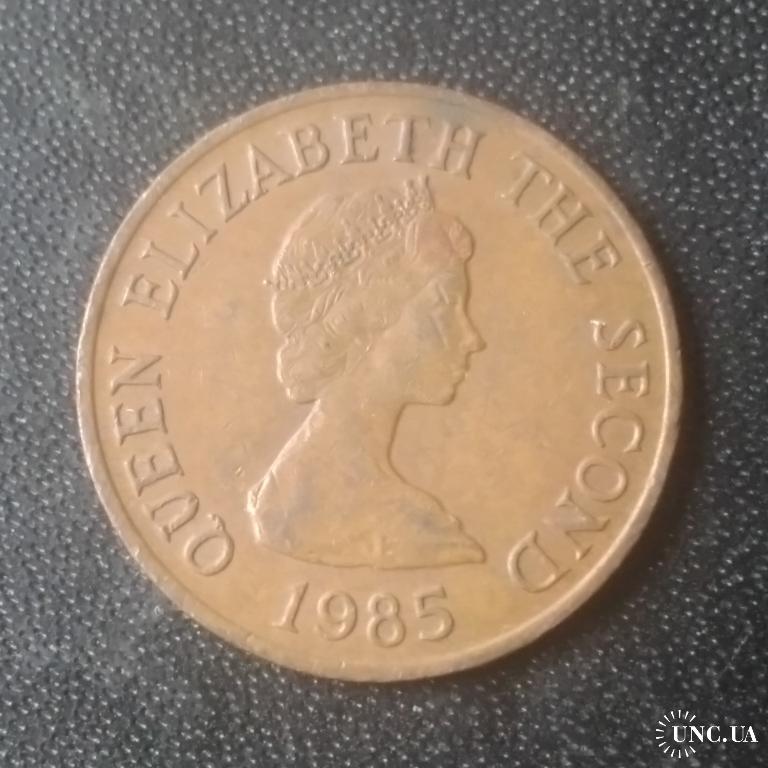 QUEEN ELIZABETH THE SECOND
1985
UNC.UA